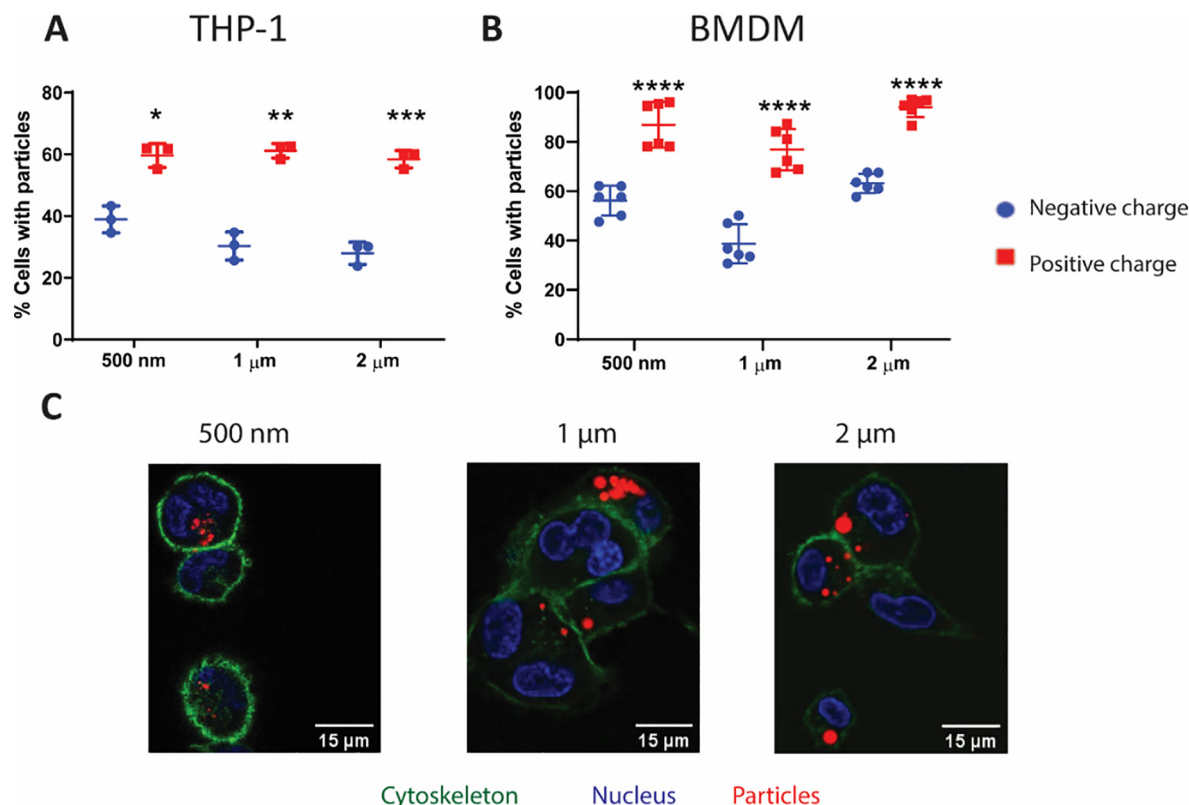 A THP-1
B BMDM
% Cells with particles
80
60
40
20
0
* ** ***
500 nm 1 μm 2 μm
% Cells with particles
100
80
60
40
20
0
**** **** ****
500 nm 1 μm 2 μm
Negative charge
Positive charge
C
500 nm 1 μm 2 μm
15 μm 15 μm 15 μm
Cytoskeleton Nucleus Particles